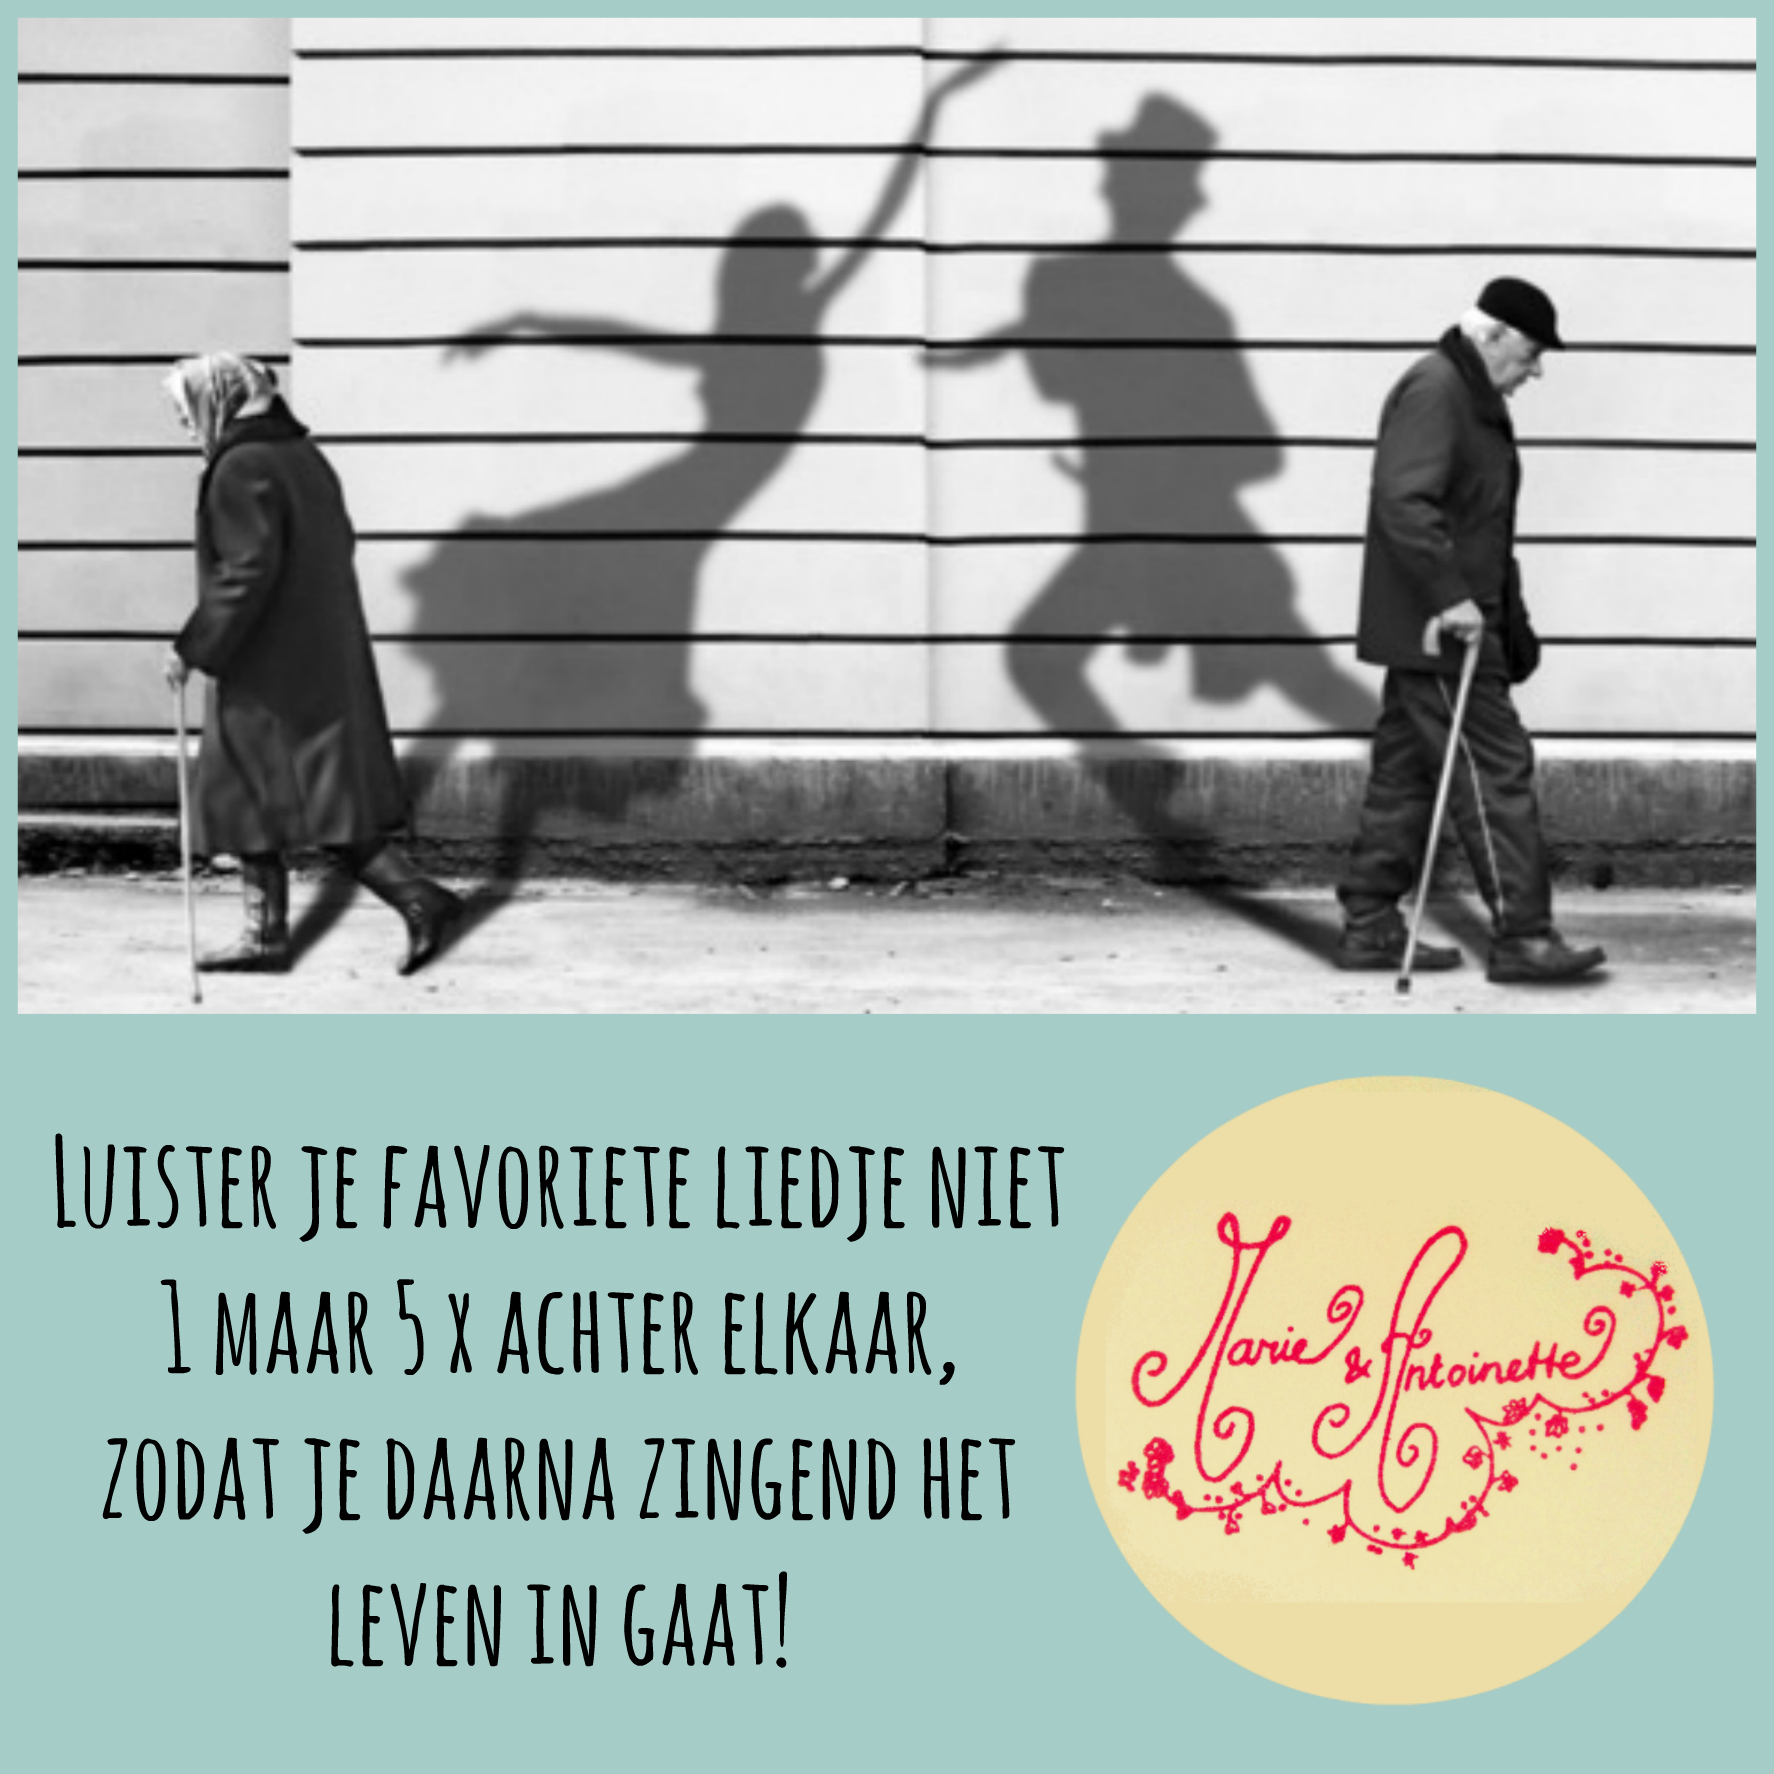 Luister je favoriete liedje niet
1 maar 5 x achter elkaar,
zodat je daarna zingend het
leven in gaat!
Marie & Antoinette